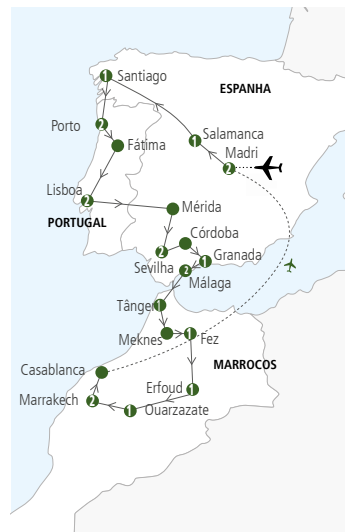 1 Santiago
ESPANHA
Porto 2
1 Salamanca
Fátima
Madri
2
Lisboa 2
Mérida
PORTUGAL
Córdoba
Sevilha 2
1 Granada
2 Málaga
Tânger 1
Meknes
1 Fez
Casablanca
MARROCOS
Erfoud 1
Marrakech 2
1 Ouarzazate